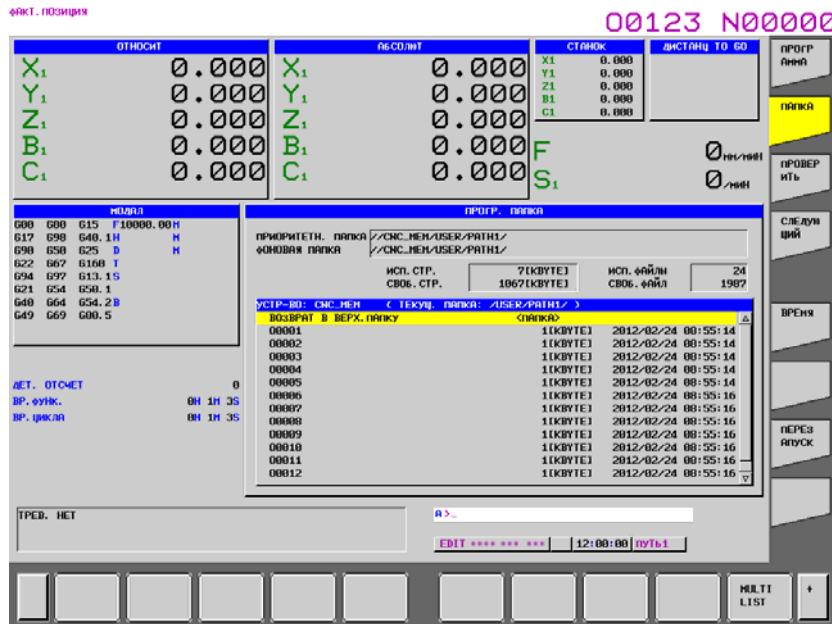 ФАКТ.ПОЗИЦИЯ
O0123 N00000
ОТНОСИТ
X1 0.000
Y1 0.000
Z1 0.000
B1 0.000
C1 0.000
АБСОЛЮТ
X1 0.000
Y1 0.000
Z1 0.000
B1 0.000
C1 0.000
СТАНОК
X1 0.000
Y1 0.000
Z1 0.000
B1 0.000
C1 0.000
ДИСТАНЦ TO GO
F 0мм/мин
S1 0/мин
МОДАЛ
G00 G80 G15 F10000.00M
G17 G98 G40.1H M
G90 G50 G25 D M
G22 G67 G160 T
G94 G97 G13.1S
G21 G54 G50.1
G40 G64 G54.2B
G49 G69 G80.5
ДЕТ. ОТСЧЕТ 0
ВР.ФУНК. 0H 1M 3S
ВР.ЦИКЛА 0H 1M 3S
ПРОГР. ПАПКА
ПРИОРИТЕТН. ПАПКА //CNC_MEM/USER/PATH1/
ФОНОВАЯ ПАПКА //CNC_MEM/USER/PATH1/
ИСП.СТР. 7[KBYTE] ИСП.ФАЙЛЫ 24
СВОБ.СТР. 1067[KBYTE] СВОБ.ФАЙЛ 1987
УСТР-ВО: CNC_MEM ( ТЕКУЩ. ПАПКА: /USER/PATH1/ )
ВОЗВРАТ В ВЕРХ.ПАПКУ <ПАПКА>
O0001 1[KBYTE] 2012/02/24 08:55:14
O0002 1[KBYTE] 2012/02/24 08:55:14
O0003 1[KBYTE] 2012/02/24 08:55:14
O0004 1[KBYTE] 2012/02/24 08:55:14
O0005 1[KBYTE] 2012/02/24 08:55:14
O0006 1[KBYTE] 2012/02/24 08:55:16
O0007 1[KBYTE] 2012/02/24 08:55:16
O0008 1[KBYTE] 2012/02/24 08:55:16
O0009 1[KBYTE] 2012/02/24 08:55:16
O0010 1[KBYTE] 2012/02/24 08:55:16
O0011 1[KBYTE] 2012/02/24 08:55:16
O0012 1[KBYTE] 2012/02/24 08:55:16
ТРЕВ. НЕТ
A>_
EDIT **** *** *** 12:00:00 ПУТЬ1
ПРОГР
АММА
ПАПКА
ПРОВЕР
ИТЬ
СЛЕДУЮ
ЩИЙ
ВРЕМЯ
ПЕРЕЗ
АПУСК
MULTI
LIST
+